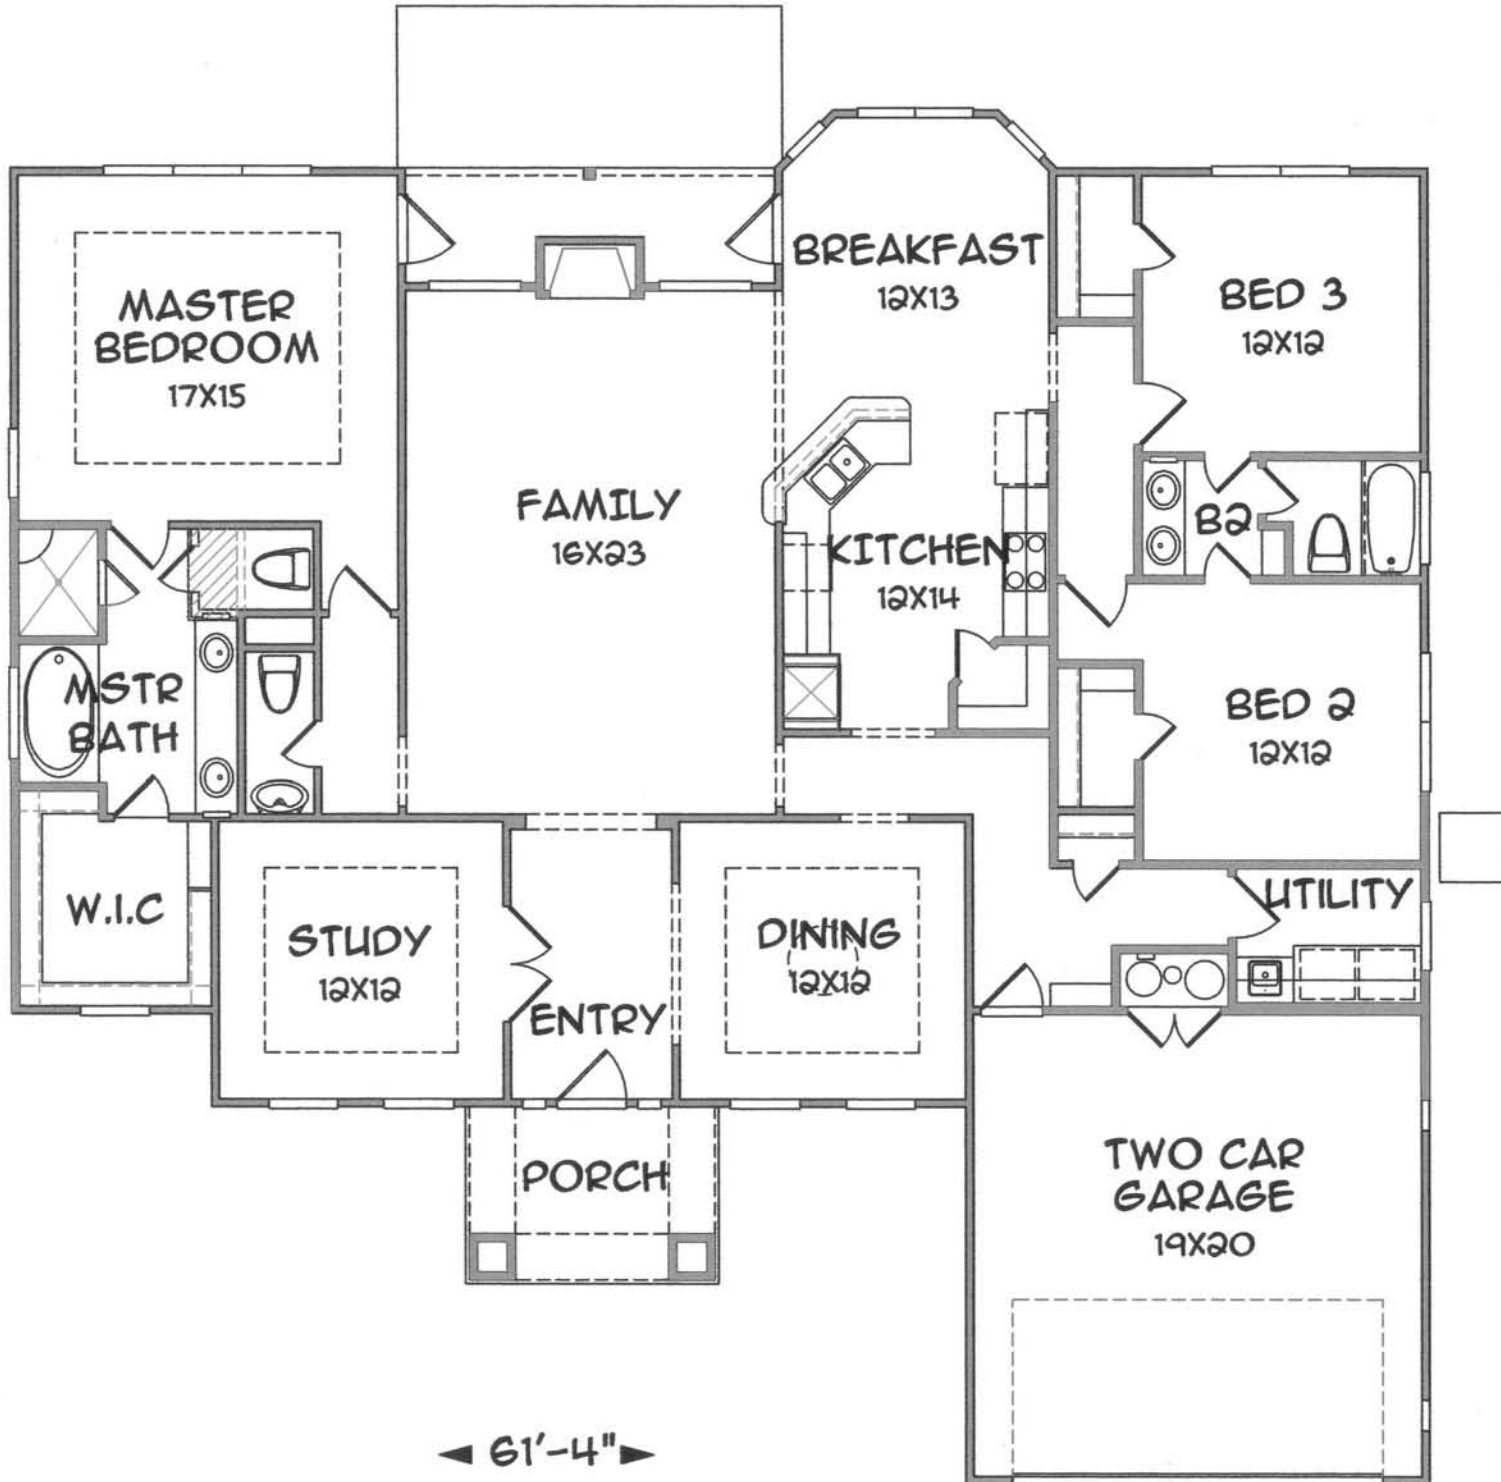 BREAKFAST
12X13
MASTER
BEDROOM
17X15
BED 3
12X12
FAMILY
16X23
B2
KITCHEN
12X14
MSTR
BATH
BED 2
12X12
W.I.C
UTILITY
STUDY
12X12
DINING
12X12
ENTRY
PORCH
TWO CAR
GARAGE
19X20
61'-4"